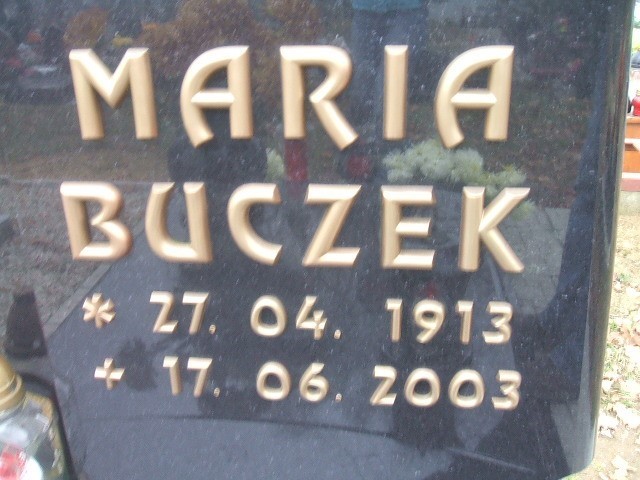 MARIA
BUCZEK
* 27. 04. 1913
+ 17. 06. 2003